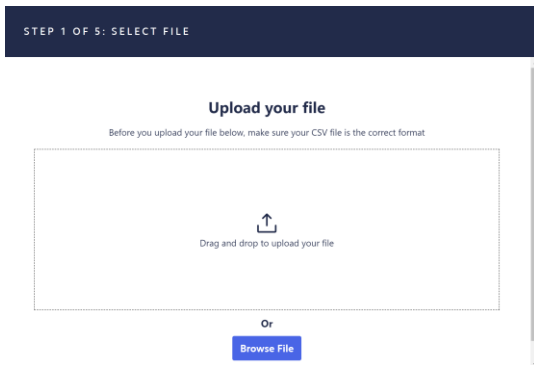 STEP 1 OF 5: SELECT FILE
Upload your file
Before you upload your file below, make sure your CSV file is the correct format
Drag and drop to upload your file
Or
Browse File